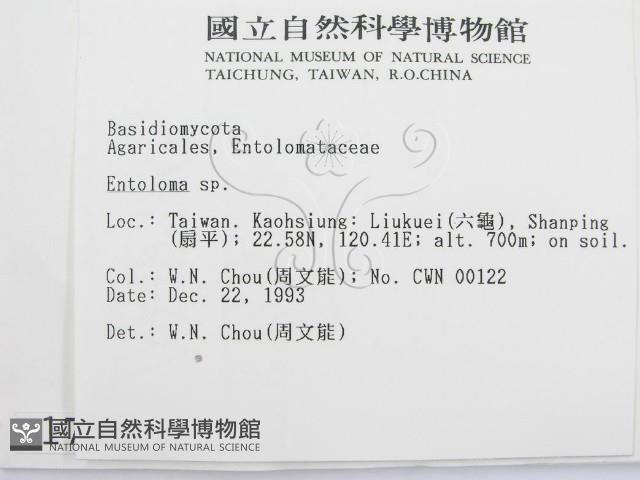 國立自然科學博物館
NATIONAL MUSEUM OF NATURAL SCIENCE
TAICHUNG, TAIWAN, R.O.CHINA
Basidiomycota
Agaricales, Entolomataceae
Entoloma sp.
Loc.: Taiwan. Kaohsiung: Liukuei(六龜), Shanping
(扇平); 22.58N, 120.41E; alt. 700m; on soil.
Col.: W.N. Chou(周文能); No. CWN 00122
Date: Dec. 22, 1993
Det.: W.N. Chou(周文能)
國立自然科學博物館
NATIONAL MUSEUM OF NATURAL SCIENCE